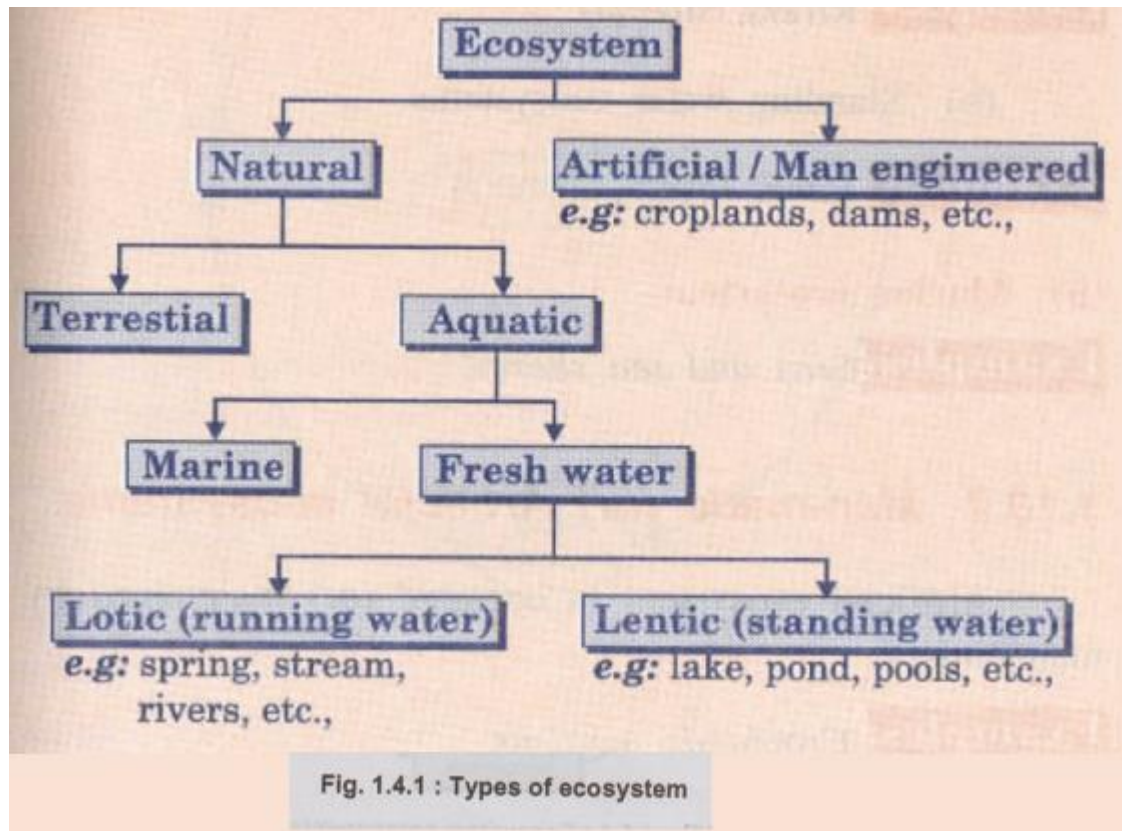 Ecosystem
Natural
Artificial / Man engineered
e.g: croplands, dams, etc.,
Terrestial
Aquatic
Marine
Fresh water
Lotic (running water)
e.g: spring, stream,
rivers, etc.,
Lentic (standing water)
e.g: lake, pond, pools, etc.,
Fig. 1.4.1 : Types of ecosystem